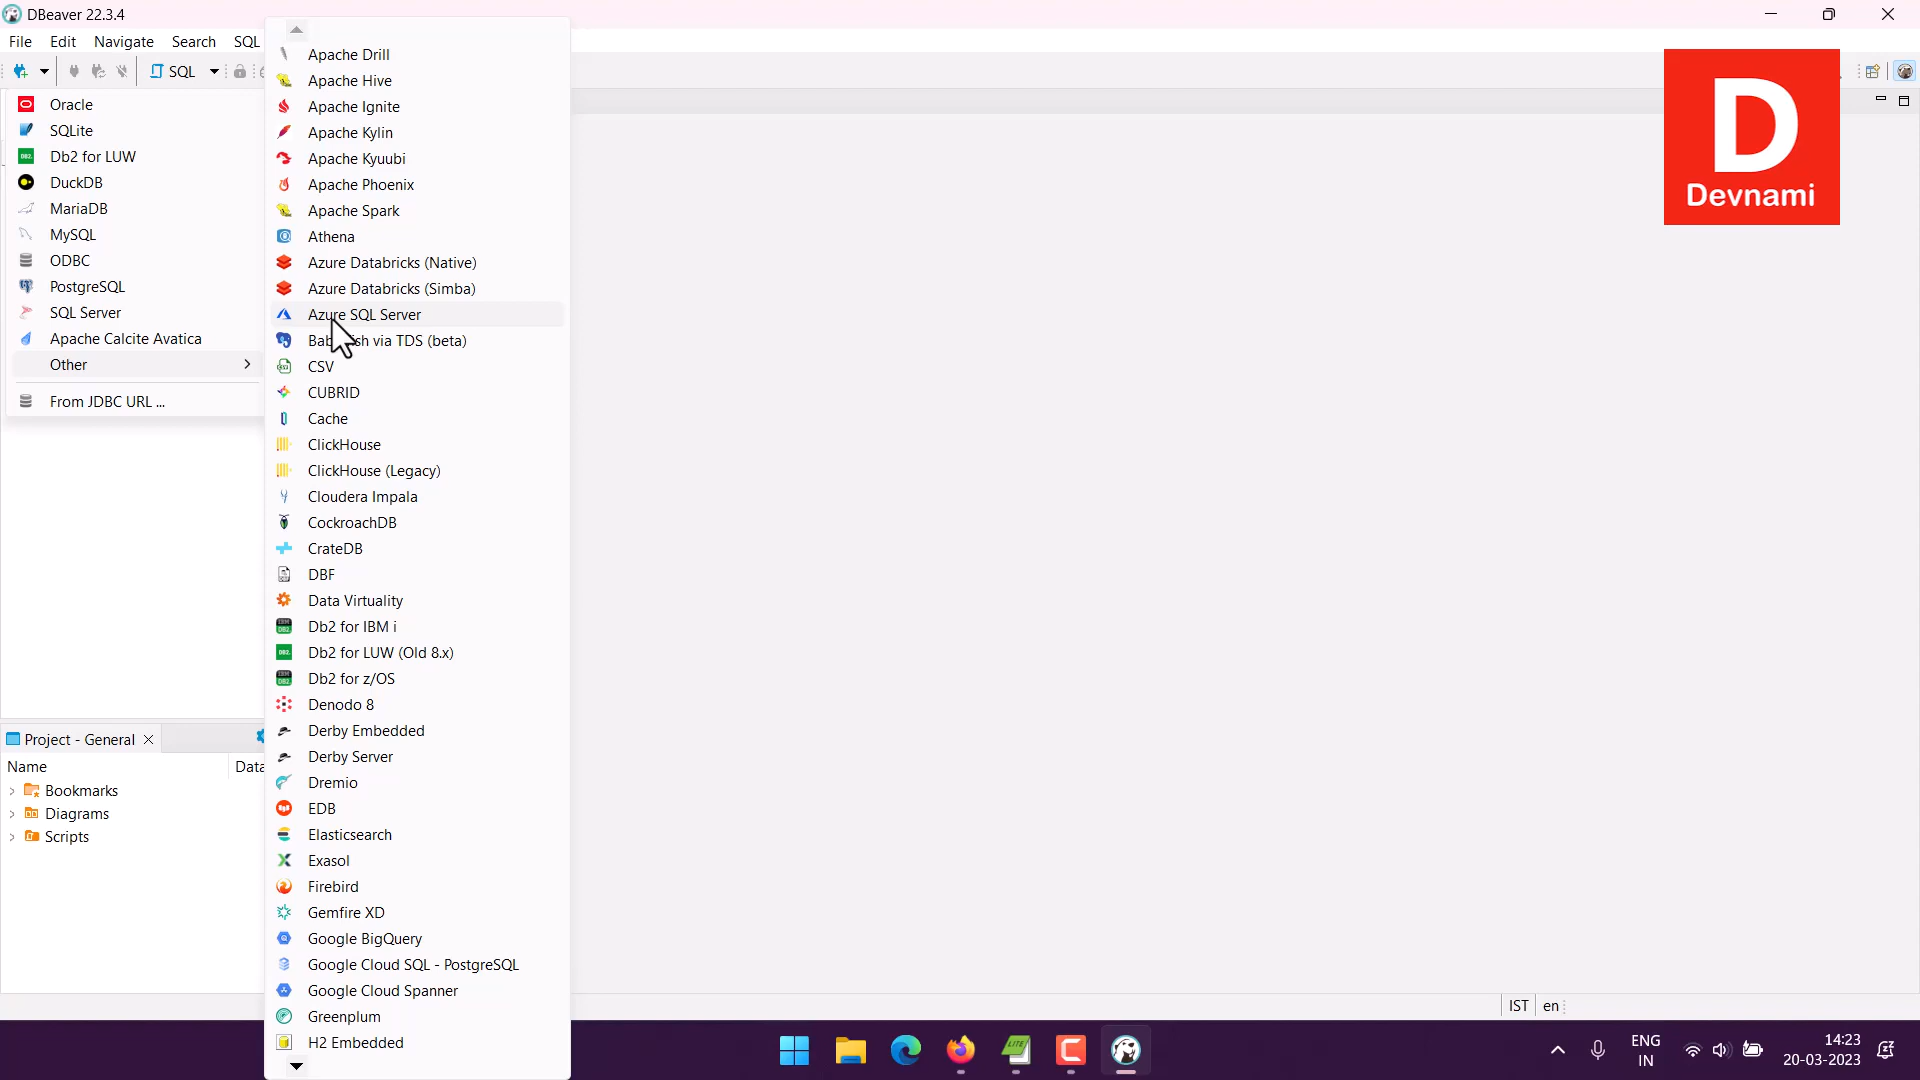 DBeaver 22.3.4
File Edit Navigate Search SQL
SQL
Oracle
SQLite
Db2 for LUW
DuckDB
MariaDB
MySQL
ODBC
PostgreSQL
SQL Server
Apache Calcite Avatica
Other
From JDBC URL ...
Apache Drill
Apache Hive
Apache Ignite
Apache Kylin
Apache Kyuubi
Apache Phoenix
Apache Spark
Athena
Azure Databricks (Native)
Azure Databricks (Simba)
Azure SQL Server
via TDS (beta)
CSV
CUBRID
Cache
ClickHouse
ClickHouse (Legacy)
Cloudera Impala
CockroachDB
CrateDB
DBF
Data Virtuality
Db2 for IBM i
Db2 for LUW (Old 8.x)
Db2 for z/OS
Denodo 8
Derby Embedded
Derby Server
Dremio
EDB
Elasticsearch
Exasol
Firebird
Gemfire XD
Google BigQuery
Google Cloud SQL - PostgreSQL
Google Cloud Spanner
Greenplum
H2 Embedded
D
Devnami
Project - General
Name Data
Bookmarks
Diagrams
Scripts
IST en
LITE
ENG
IN
14:23
20-03-2023